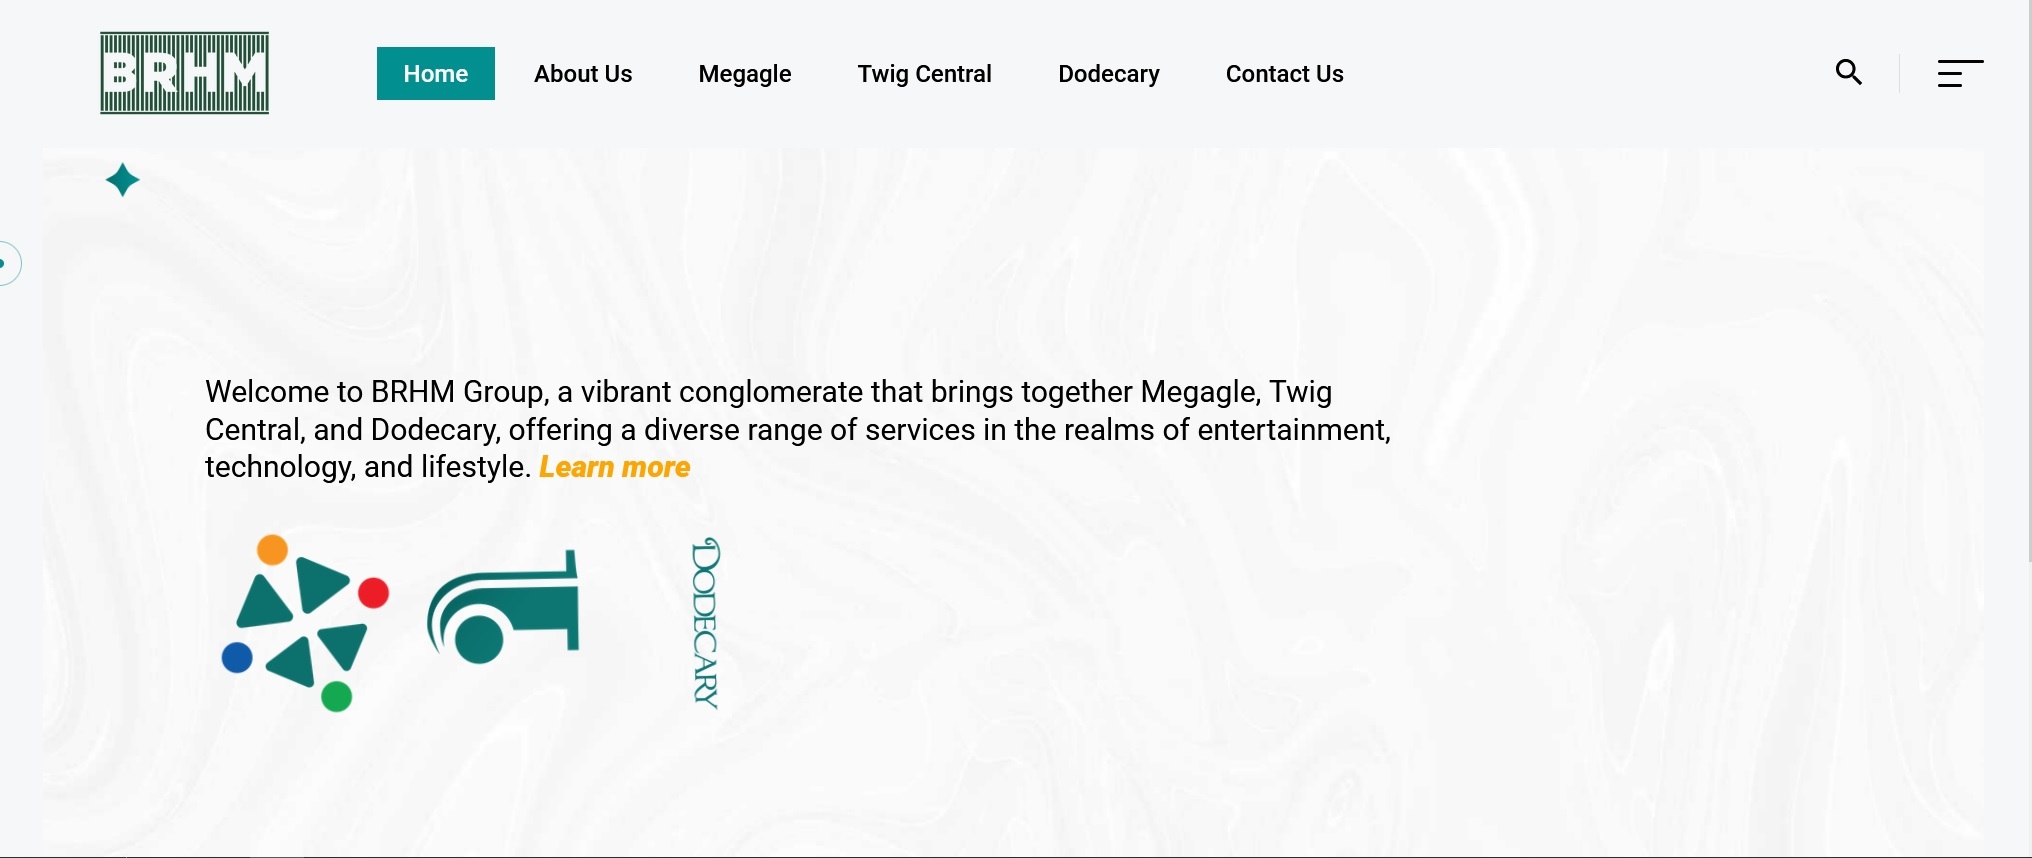 BRHM
Home
About Us
Megagle
Twig Central
Dodecary
Contact Us
Welcome to BRHM Group, a vibrant conglomerate that brings together Megagle, Twig
Central, and Dodecary, offering a diverse range of services in the realms of entertainment,
technology, and lifestyle. Learn more
DODECARY